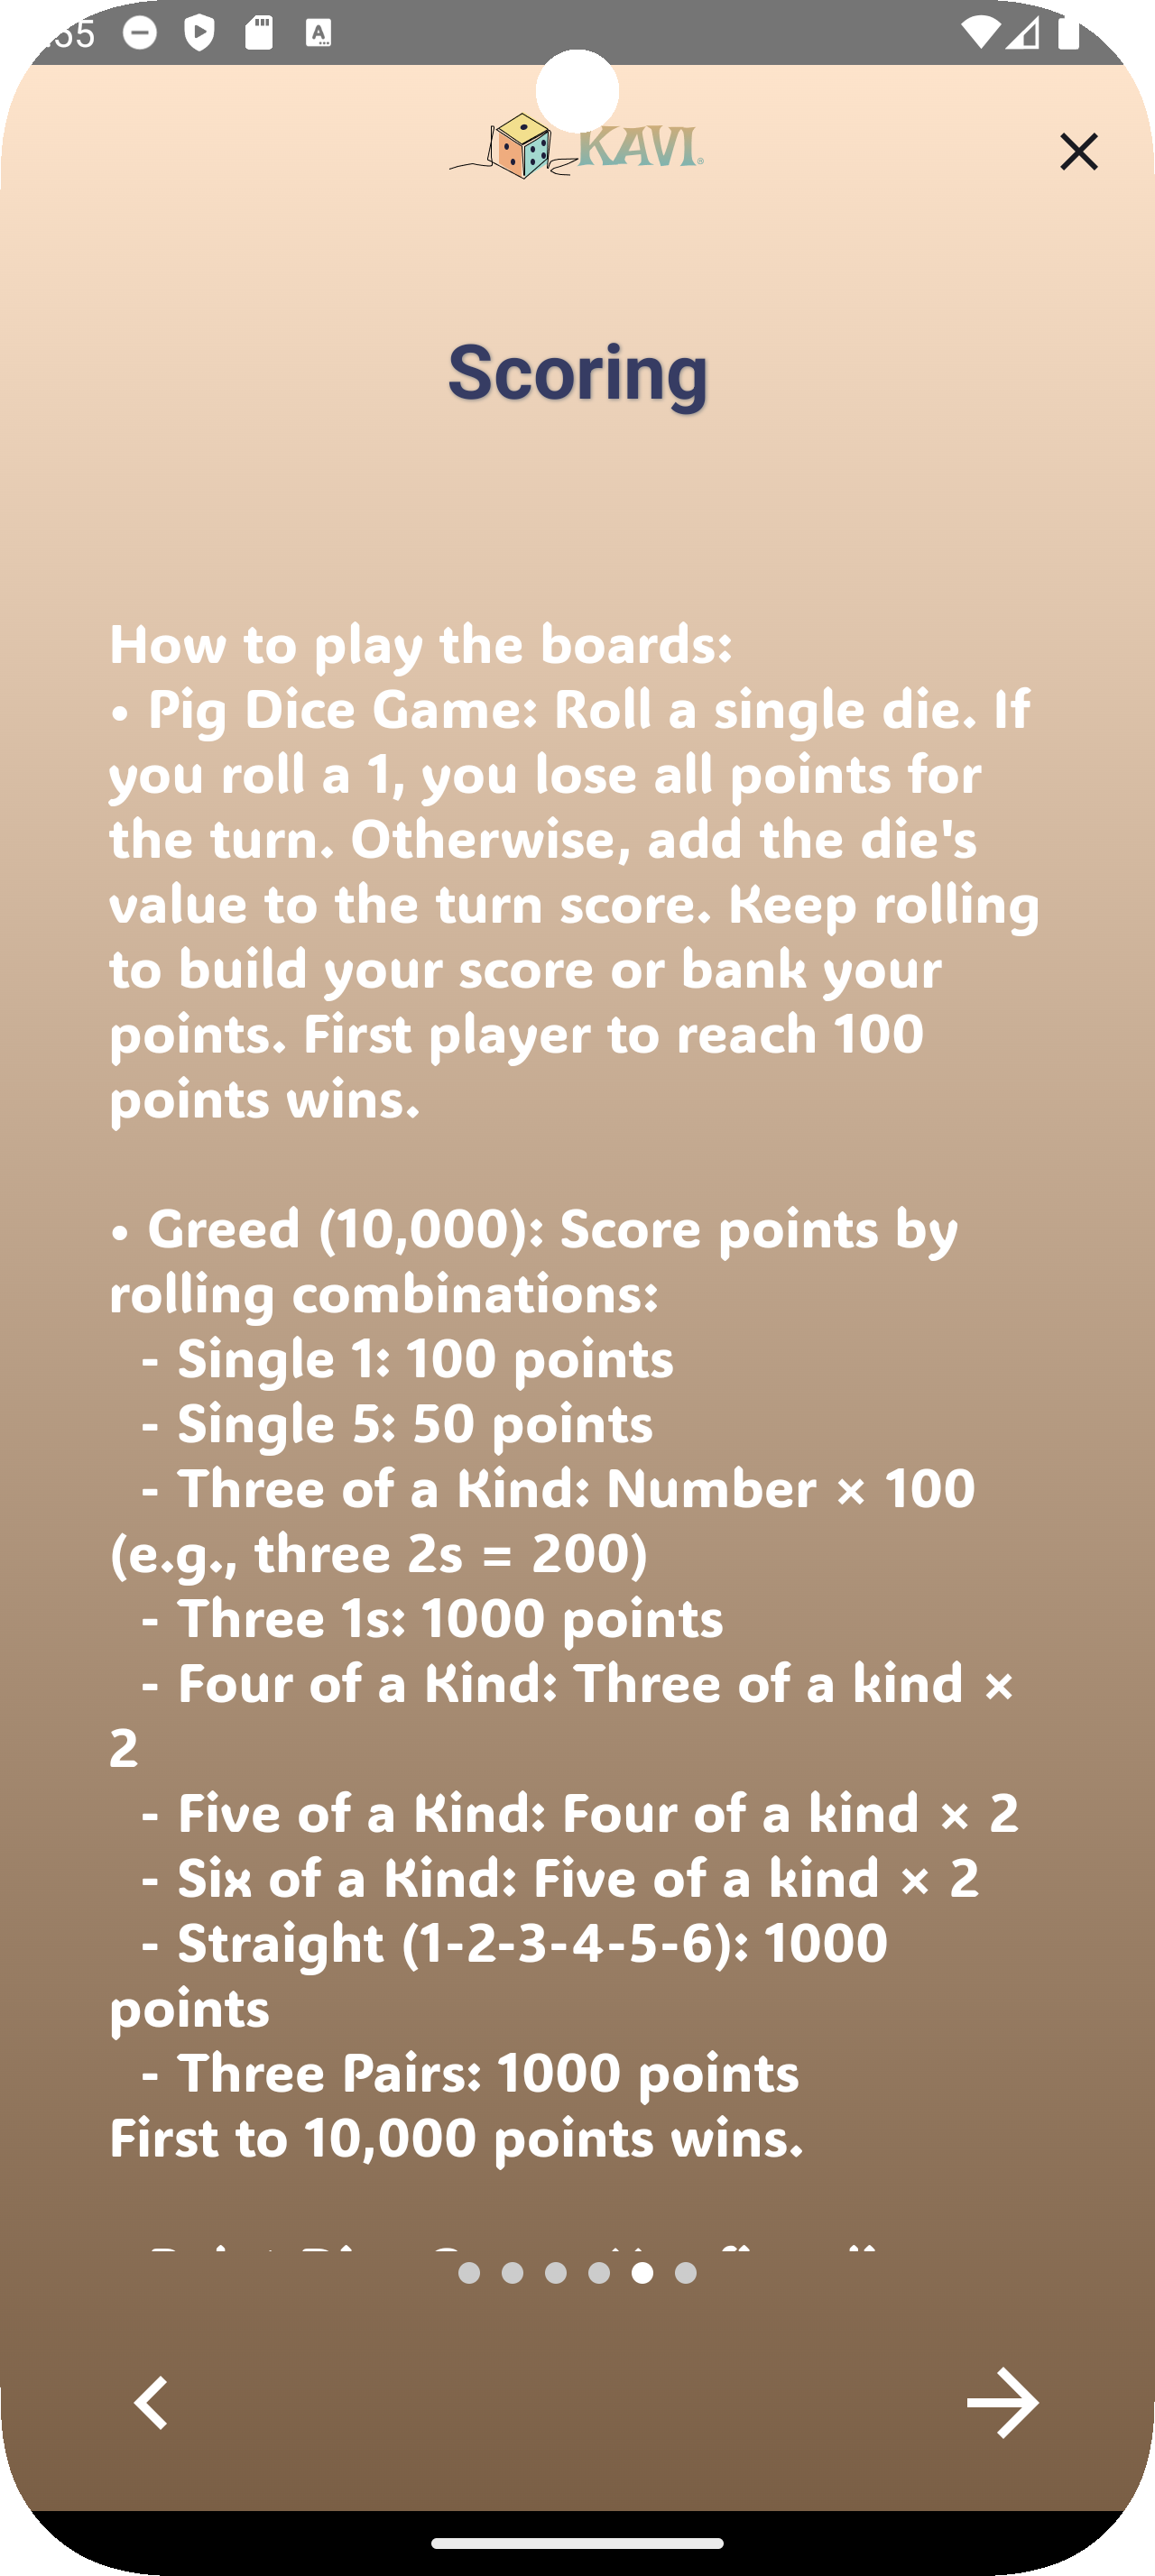 55
KAVI®
Scoring
How to play the boards:
• Pig Dice Game: Roll a single die. If
you roll a 1, you lose all points for
the turn. Otherwise, add the die's
value to the turn score. Keep rolling
to build your score or bank your
points. First player to reach 100
points wins.
• Greed (10,000): Score points by
rolling combinations:
- Single 1: 100 points
- Single 5: 50 points
- Three of a Kind: Number × 100
(e.g., three 2s = 200)
- Three 1s: 1000 points
- Four of a Kind: Three of a kind ×
2
- Five of a Kind: Four of a kind × 2
- Six of a Kind: Five of a kind × 2
- Straight (1-2-3-4-5-6): 1000
points
- Three Pairs: 1000 points
First to 10,000 points wins.